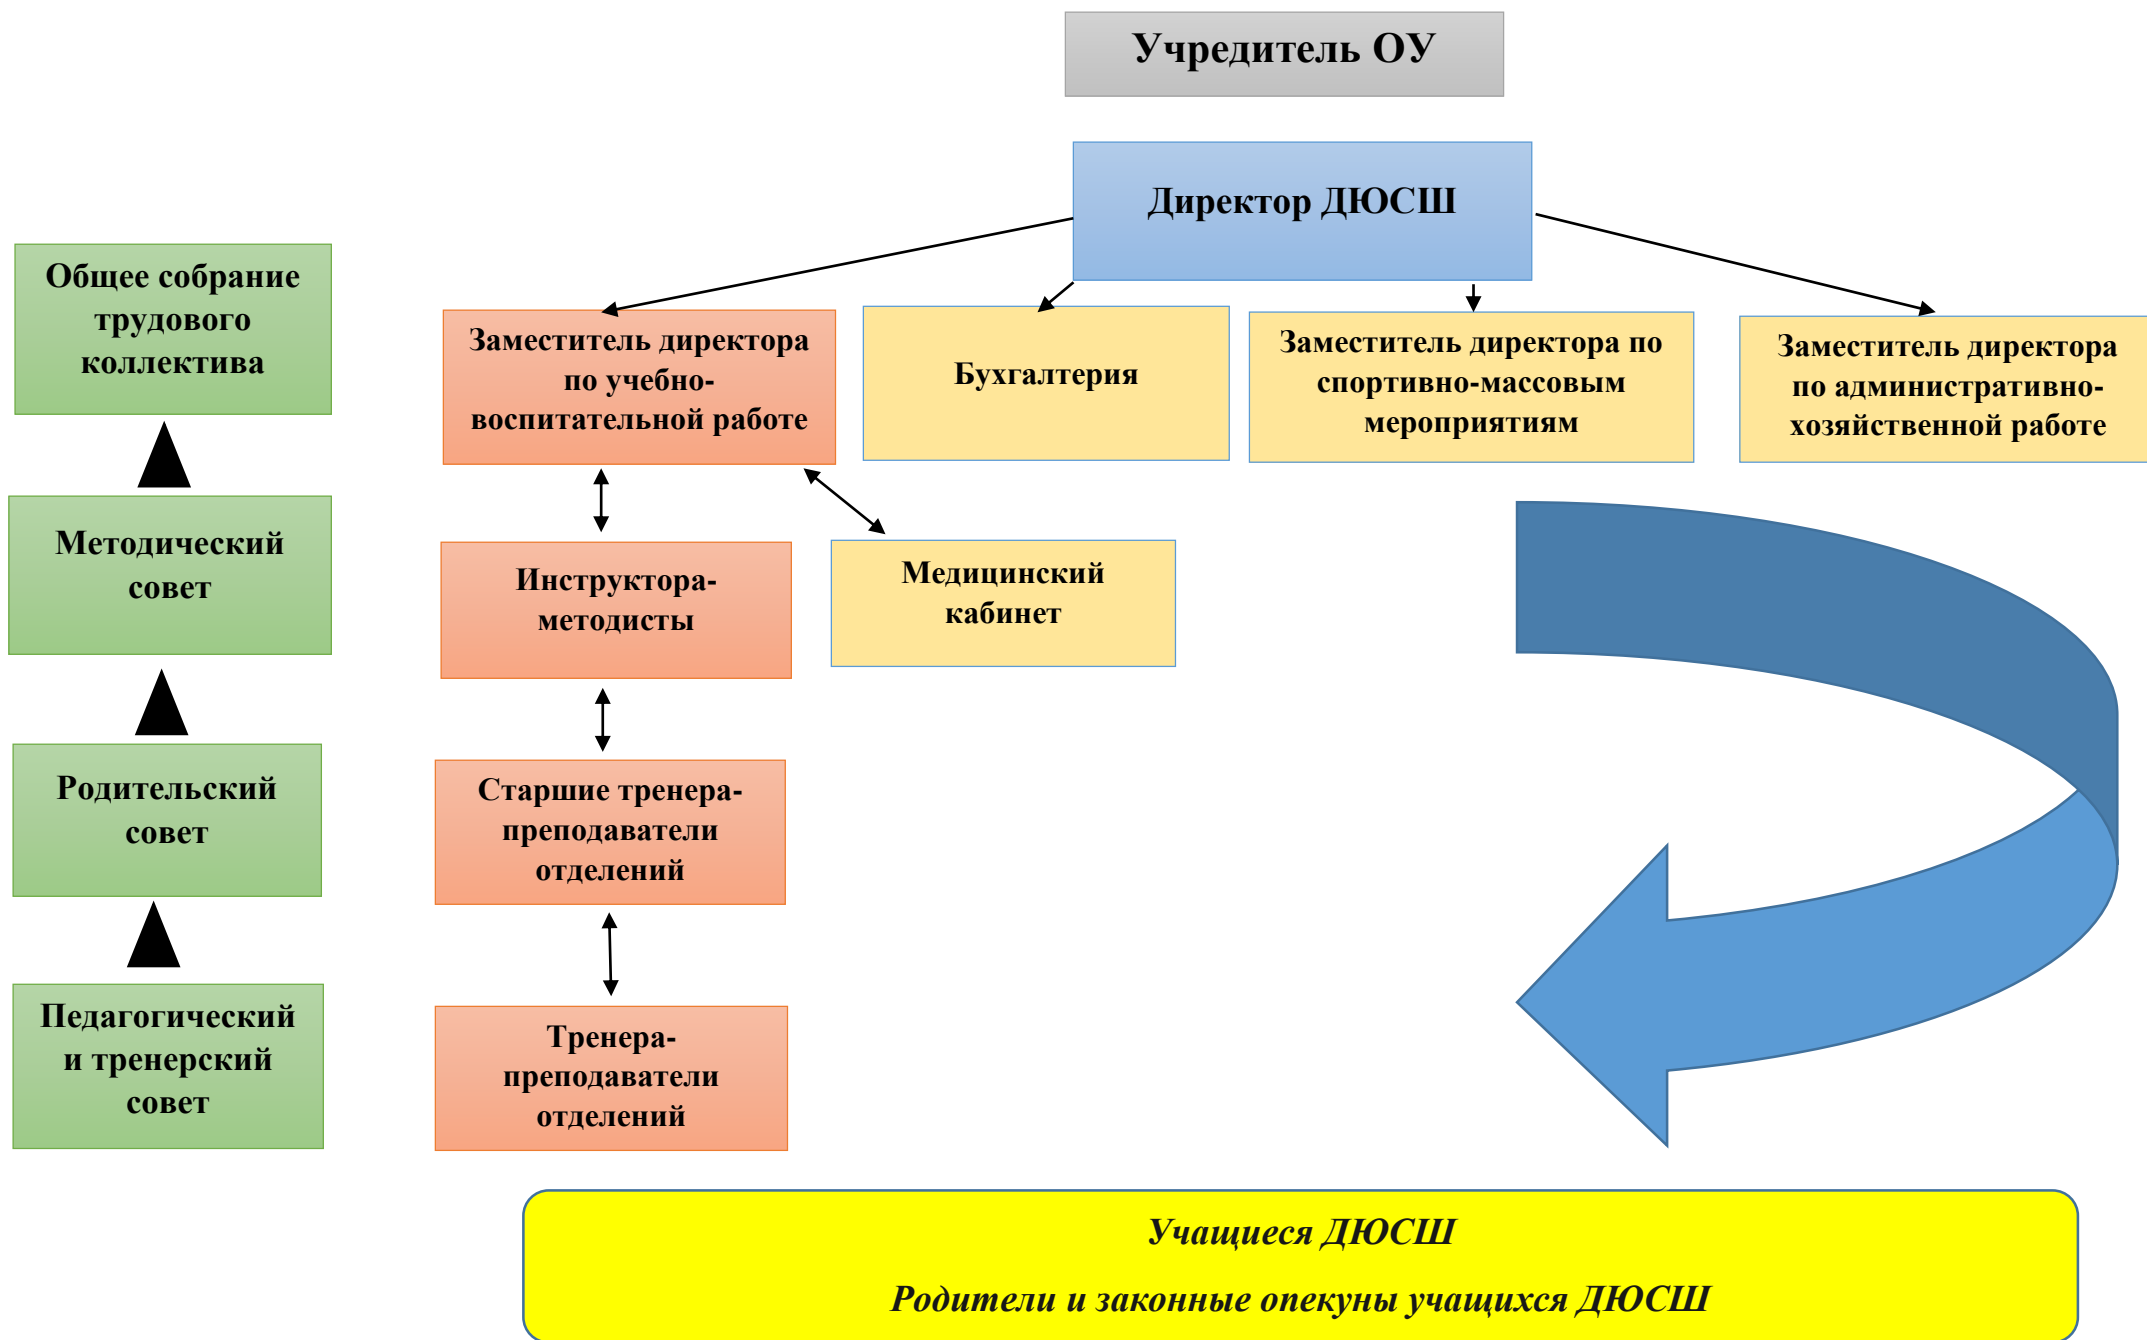 Учредитель ОУ
Директор ДЮСШ
Общее собрание
трудового
коллектива
Заместитель директора
по учебно-
воспитательной работе
Бухгалтерия
Заместитель директора по
спортивно-массовым
мероприятиям
Заместитель директора
по административно-
хозяйственной работе
Методический
совет
Инструктора-
методисты
Медицинский
кабинет
Родительский
совет
Старшие тренера-
преподаватели
отделений
Педагогический
и тренерский
совет
Тренера-
преподаватели
отделений
Учащиеся ДЮСШ
Родители и законные опекуны учащихся ДЮСШ